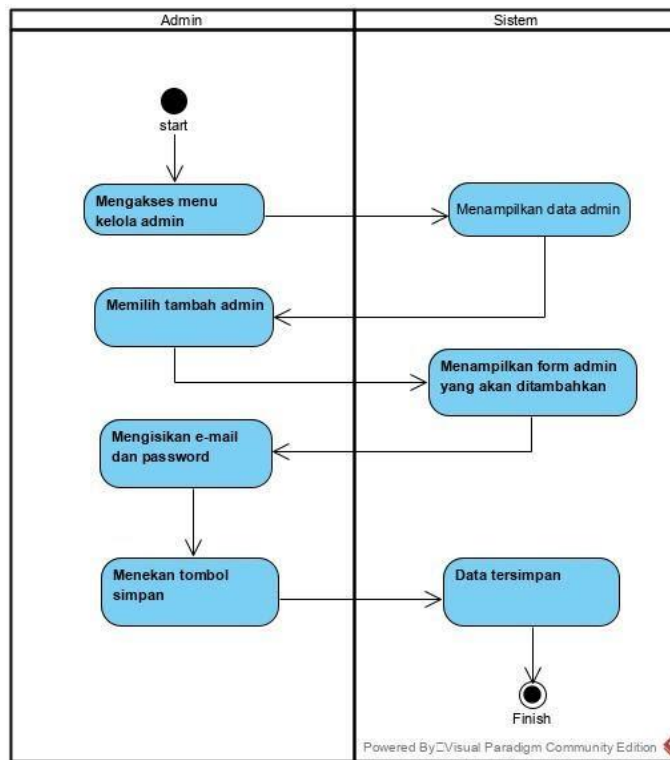 Admin
Sistem
start
Mengakses menu
kelola admin
Menampilkan data admin
Memilih tambah admin
Menampilkan form admin
yang akan ditambahkan
Mengisikan e-mail
dan password
Menekan tombol
simpan
Data tersimpan
Finish
Powered By Visual Paradigm Community Edition